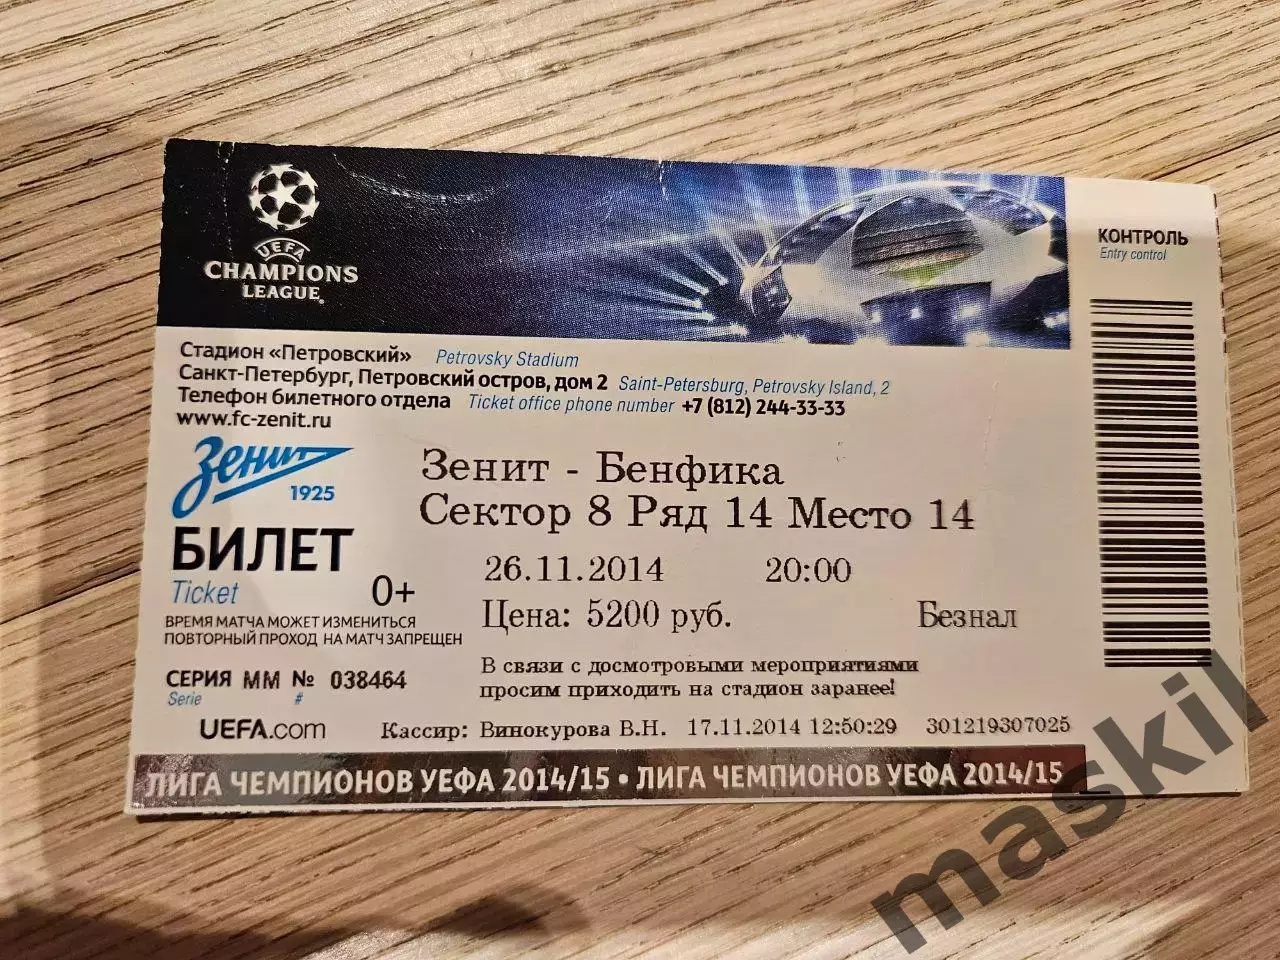 UEFA
CHAMPIONS
LEAGUE
КОНТРОЛЬ
Entry control
Стадион «Петровский» Petrovsky Stadium
Санкт-Петербург, Петровский остров, дом 2 Saint-Petersburg, Petrovsky Island, 2
Телефон билетного отдела Ticket office phone number +7 (812) 244-33-33
www.fc-zenit.ru
Зенит
1925
Зенит - Бенфика
Сектор 8 Ряд 14 Место 14
БИЛЕТ
Ticket
0+
26.11.2014 20:00
Цена: 5200 руб. Безнал
ВРЕМЯ МАТЧА МОЖЕТ ИЗМЕНИТЬСЯ
ПОВТОРНЫЙ ПРОХОД НА МАТЧ ЗАПРЕЩЕН
В связи с досмотровыми мероприятиями
просим приходить на стадион заранее!
СЕРИЯ ММ № 038464
Serie #
UEFA.com
Кассир: Винокурова В.Н. 17.11.2014 12:50:29 301219307025
ЛИГА ЧЕМПИОНОВ УЕФА 2014/15 • ЛИГА ЧЕМПИОНОВ УЕФА 2014/15
maskil